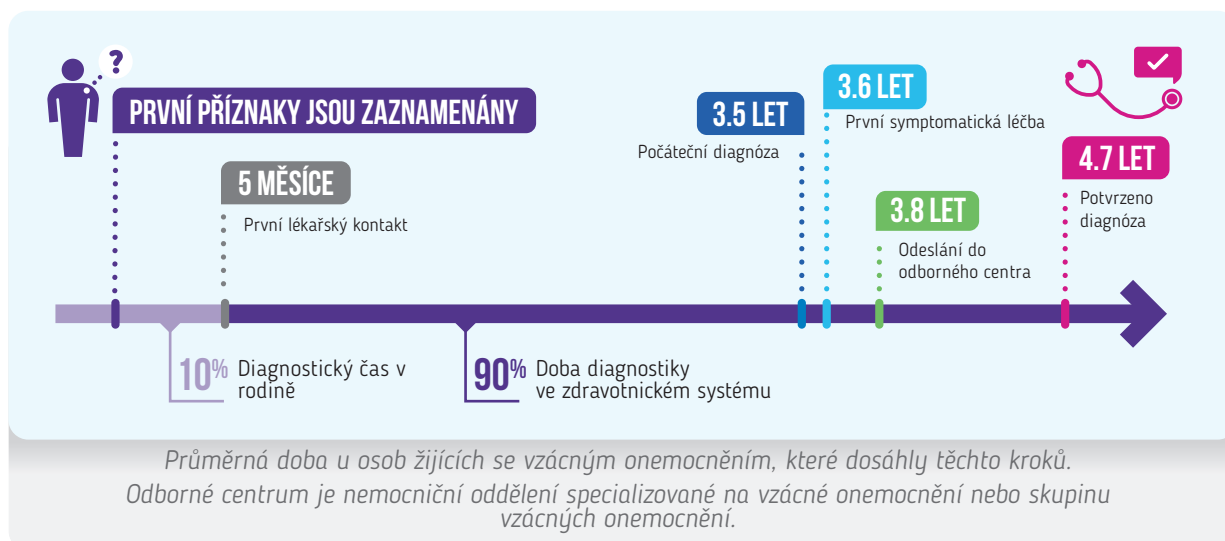 ?
PRVNÍ PŘÍZNAKY JSOU ZAZNAMENÁNY
5 MĚSÍCE
První lékařský kontakt
3.5 LET
Počáteční diagnóza
3.6 LET
První symptomatická léčba
3.8 LET
Odeslání do
odborného centra
4.7 LET
Potvrzeno
diagnóza
10% Diagnostický čas v
rodině
90% Doba diagnostiky
ve zdravotnickém systému
Průměrná doba u osob žijících se vzácným onemocněním, které dosáhly těchto kroků.
Odborné centrum je nemocniční oddělení specializované na vzácné onemocnění nebo skupinu
vzácných onemocnění.